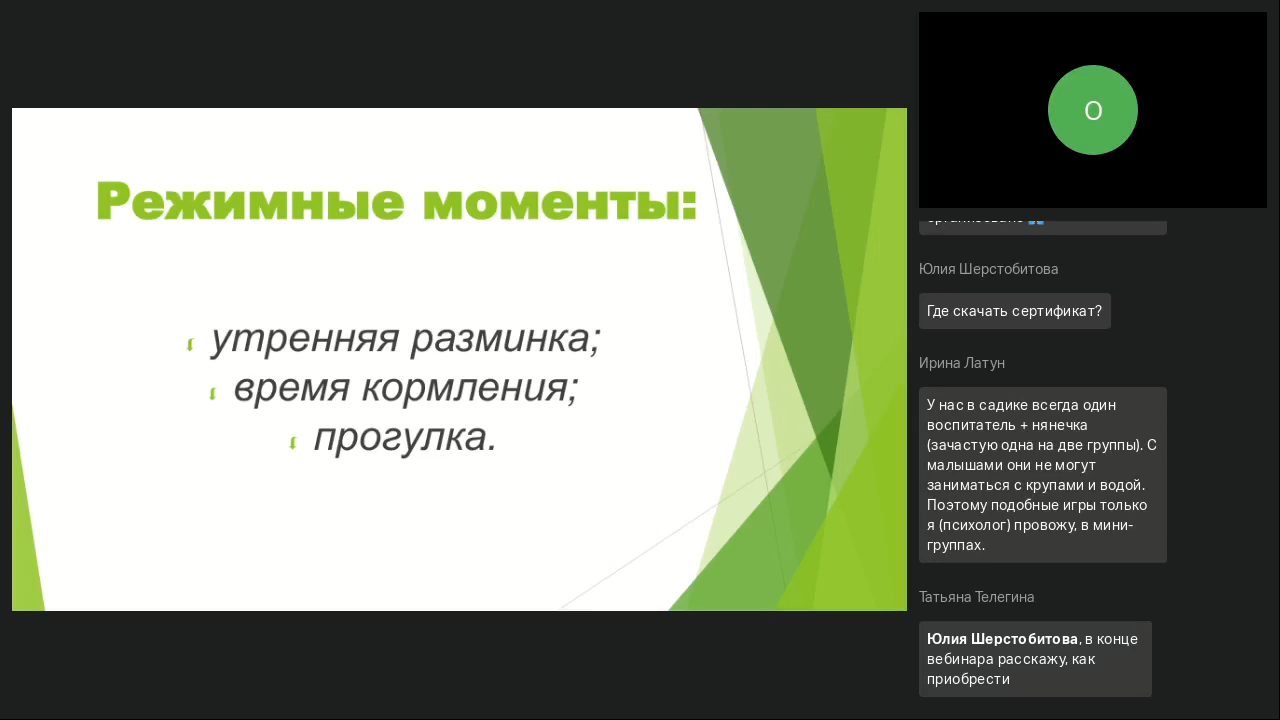 Режимные моменты:
утренняя разминка;
время кормления;
прогулка.
О
Юлия Шерстобитова
Где скачать сертификат?
Ирина Латун
У нас в садике всегда один
воспитатель + нянечка
(зачастую одна на две группы). С
малышами они не могут
заниматься с крупами и водой.
Поэтому подобные игры только
я (психолог) провожу, в мини-
группах.
Татьяна Телегина
Юлия Шерстобитова, в конце
вебинара расскажу, как
приобрести